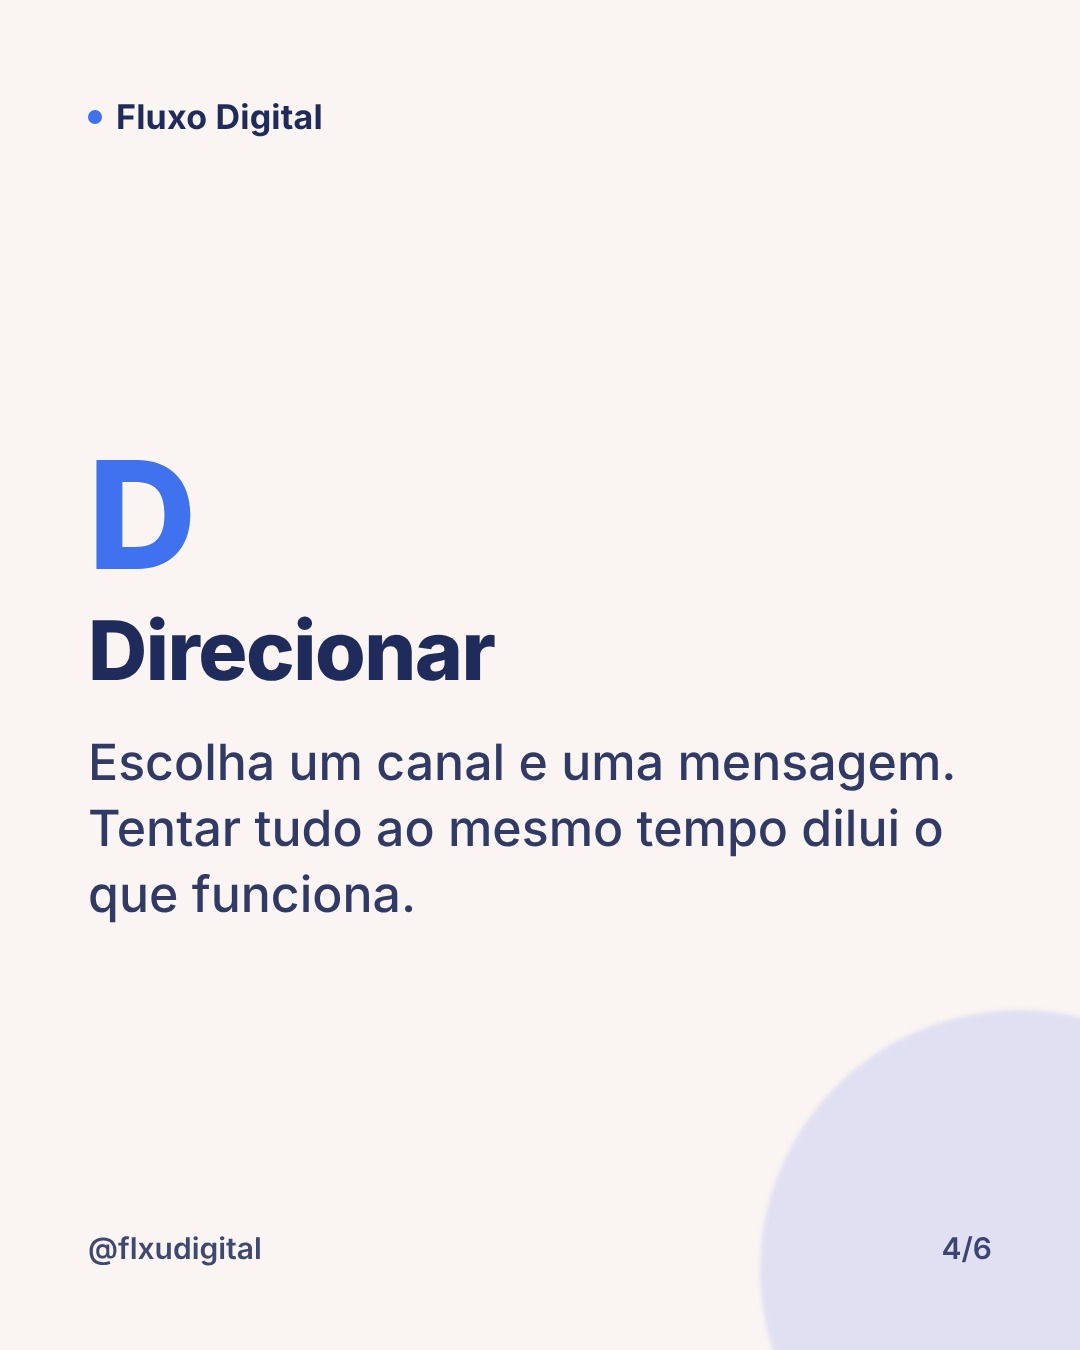 Fluxo Digital
D
Direcionar
Escolha um canal e uma mensagem.
Tentar tudo ao mesmo tempo dilui o
que funciona.
@flxudigital
4/6